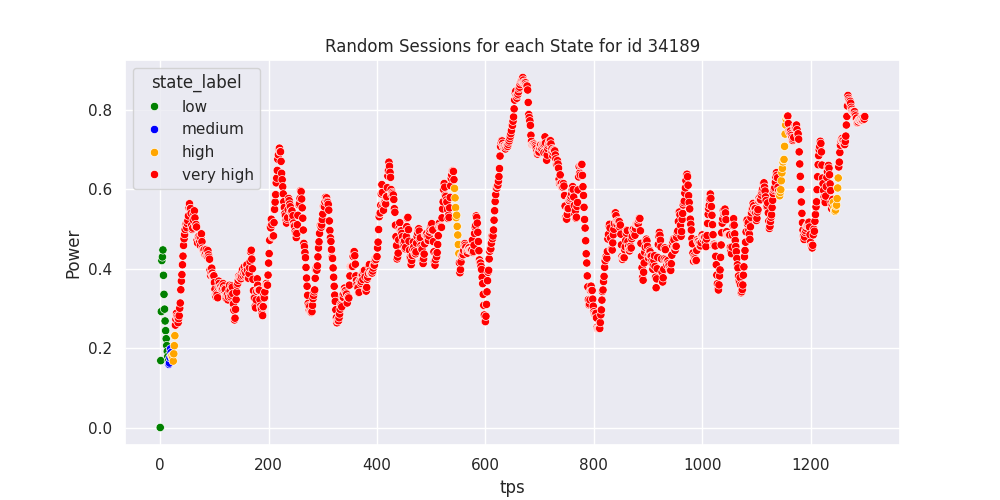 Random Sessions for each State for id 34189
state_label
low
medium
high
very high
Power
0.8
0.6
0.4
0.2
0.0
0 200 400 600 800 1000 1200
tps